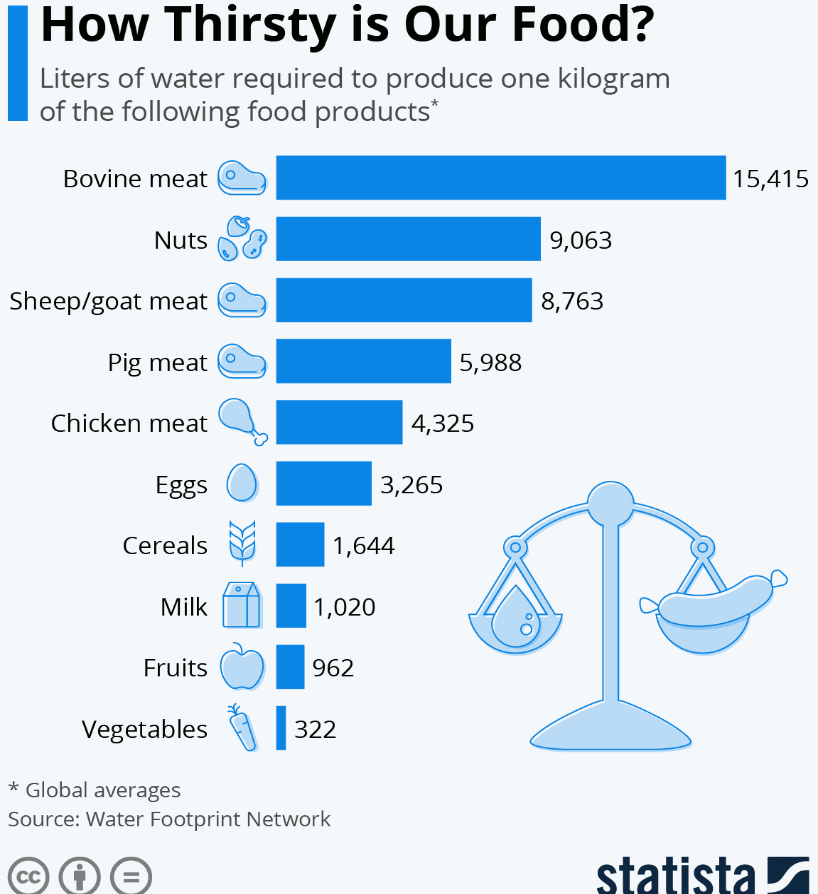 How Thirsty is Our Food?
Liters of water required to produce one kilogram
of the following food products*
Bovine meat 15,415
Nuts 9,063
Sheep/goat meat 8,763
Pig meat 5,988
Chicken meat 4,325
Eggs 3,265
Cereals 1,644
Milk 1,020
Fruits 962
Vegetables 322
* Global averages
Source: Water Footprint Network
cc = statista